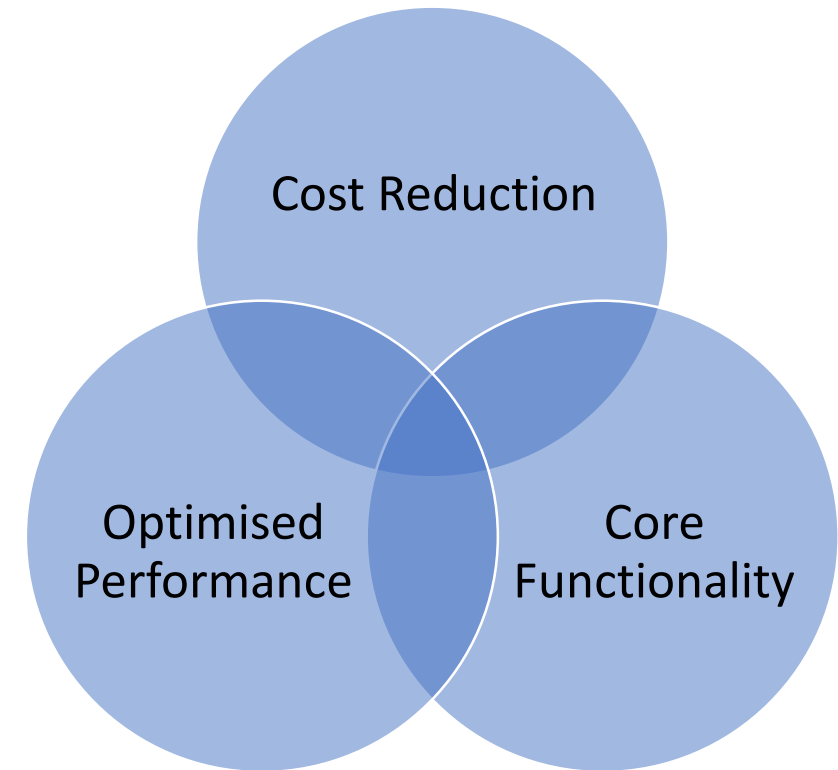 Cost Reduction
Optimised
Performance
Core
Functionality